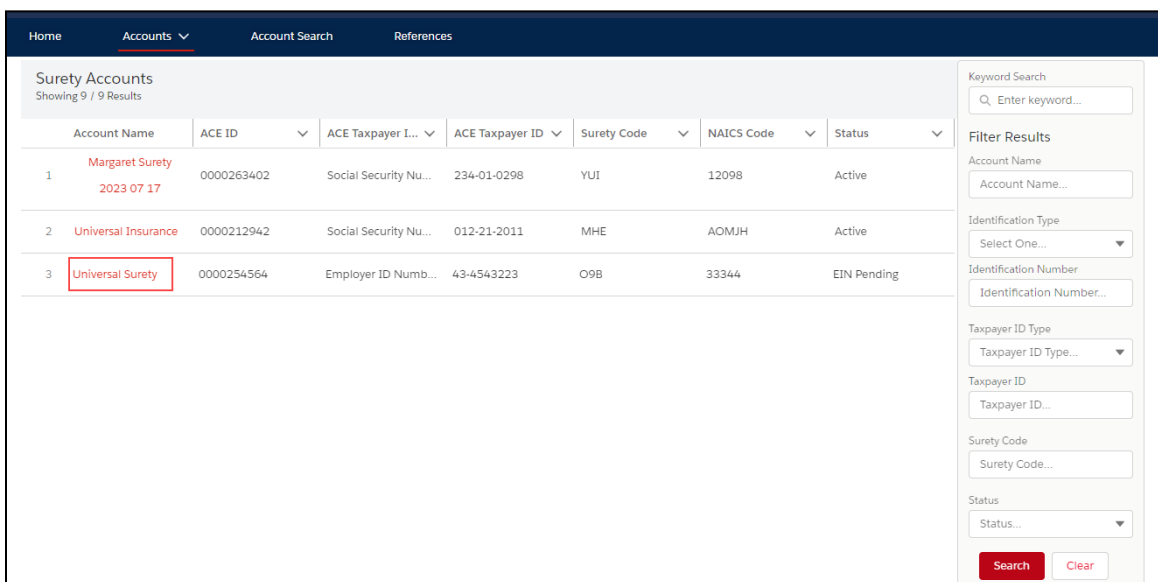 Home Accounts Account Search References
Surety Accounts
Showing 9 / 9 Results
Account Name ACE ID ACE Taxpayer I... ACE Taxpayer ID Surety Code NAICS Code Status
1 Margaret Surety 2023 07 17 0000263402 Social Security Nu... 234-01-0298 YUI 12098 Active
2 Universal Insurance 0000212942 Social Security Nu... 012-21-2011 MHE AOMJH Active
3 Universal Surety 0000254564 Employer ID Numb... 43-4543223 O9B 33344 EIN Pending
Keyword Search
Enter keyword...
Filter Results
Account Name
Account Name...
Identification Type
Select One...
Identification Number
Identification Number...
Taxpayer ID Type
Taxpayer ID Type...
Taxpayer ID
Taxpayer ID...
Surety Code
Surety Code...
Status
Status...
Search Clear